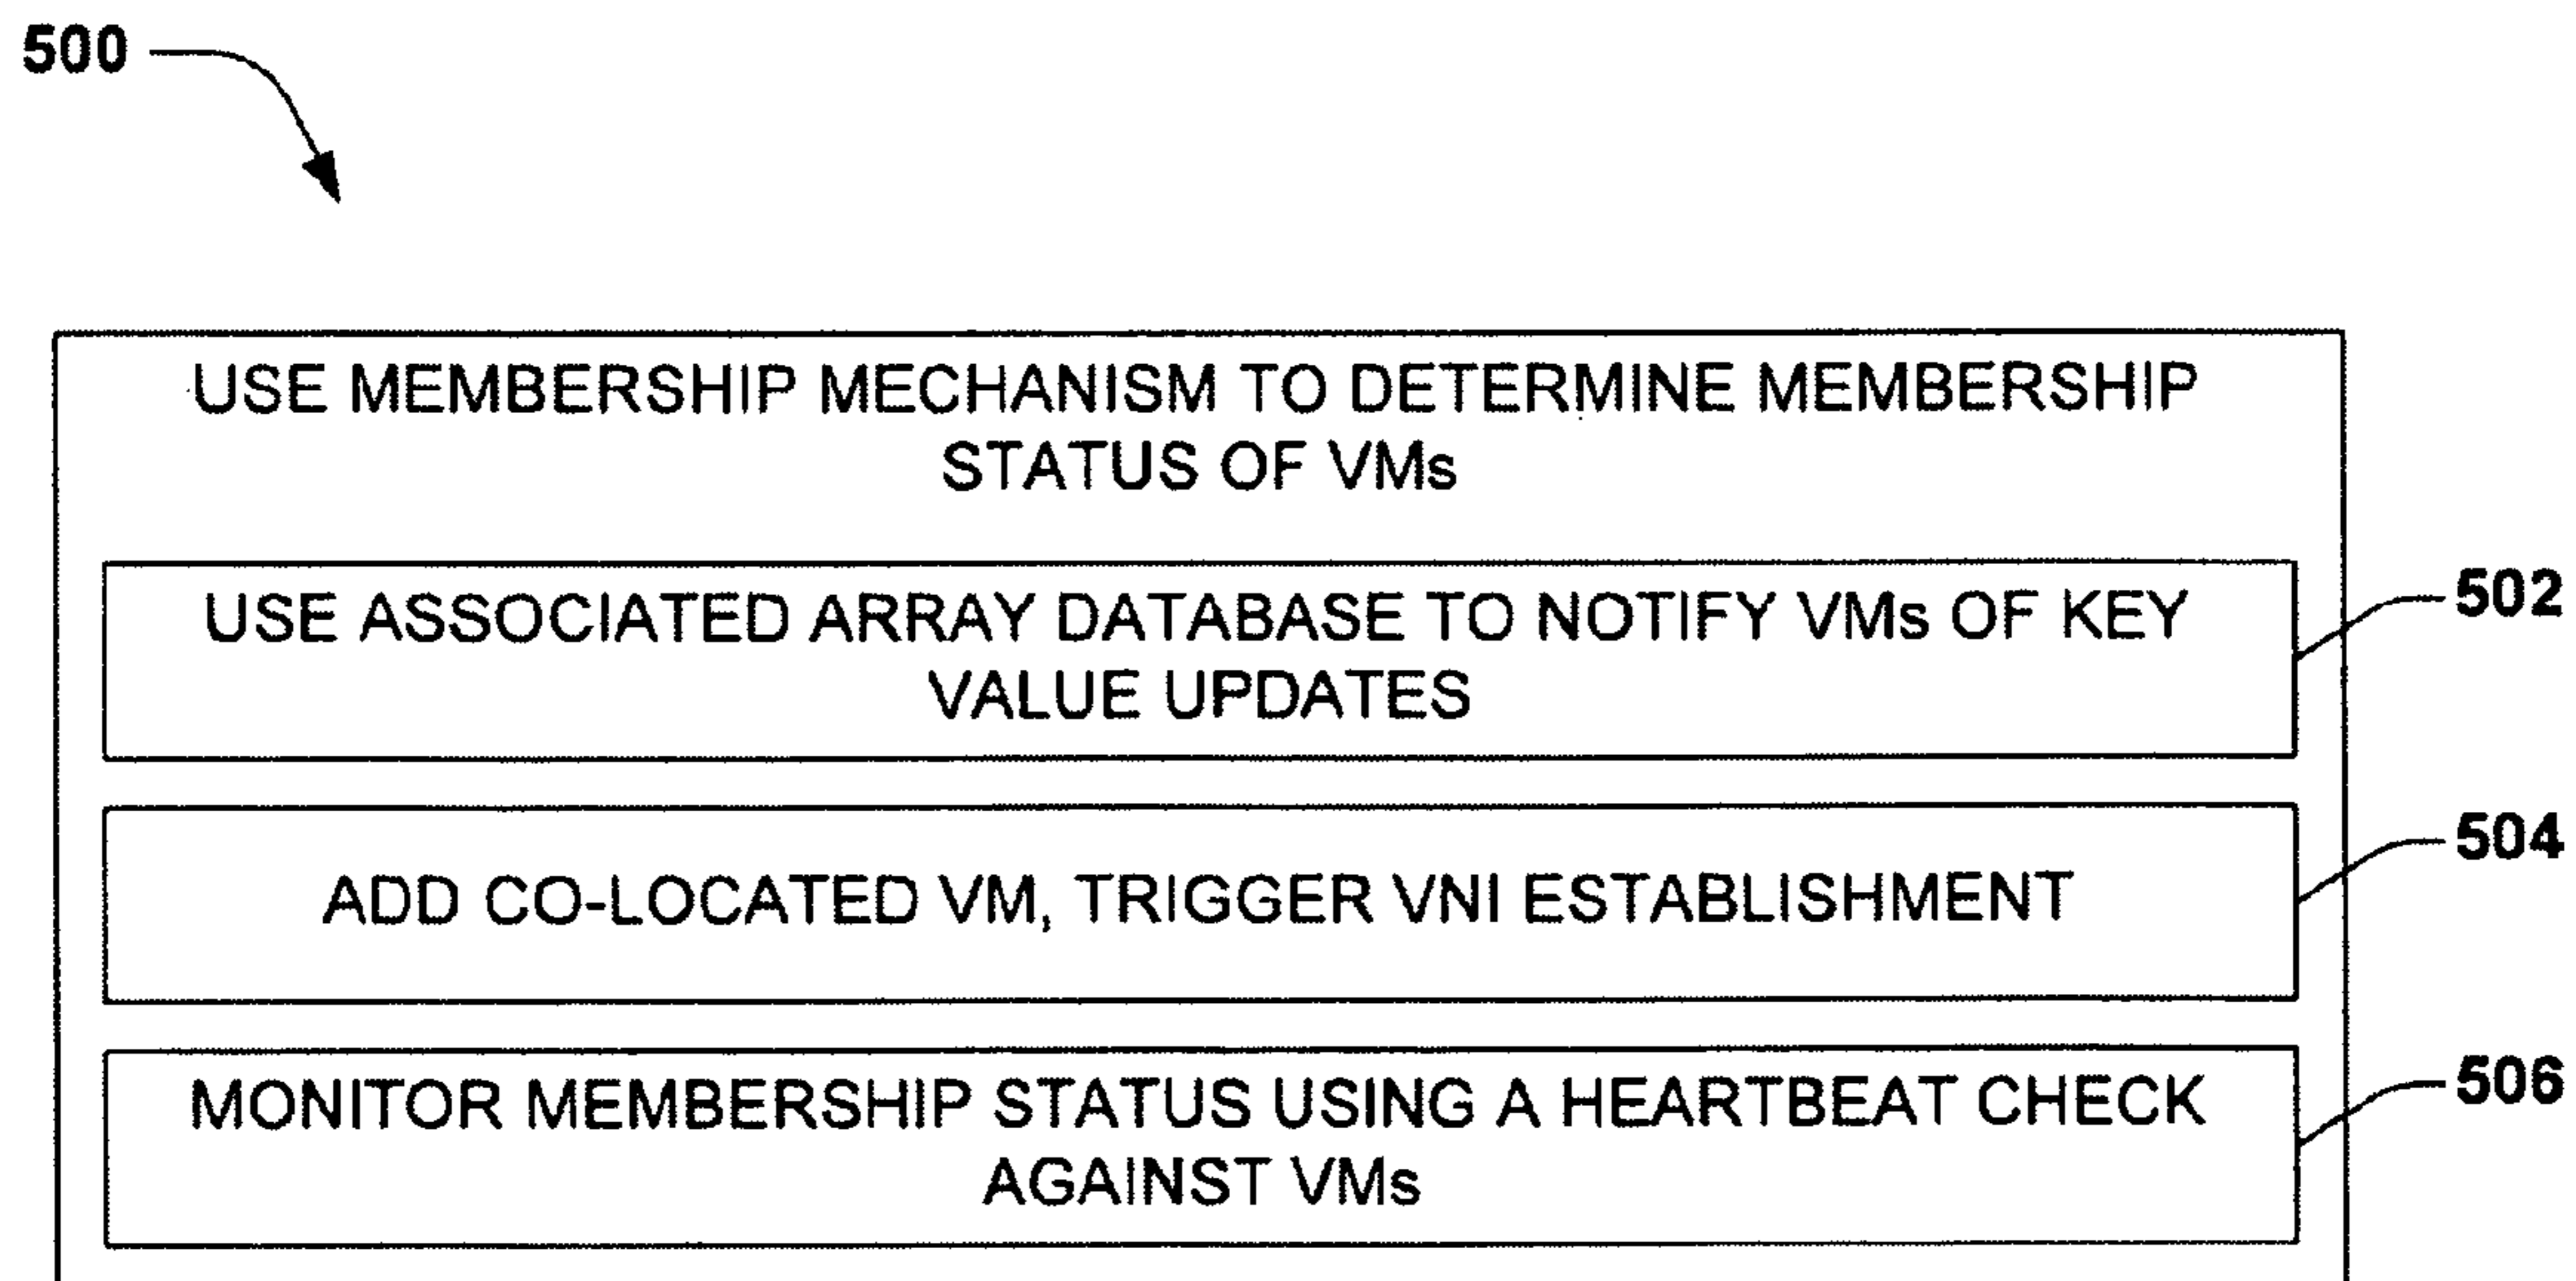 500
USE MEMBERSHIP MECHANISM TO DETERMINE MEMBERSHIP
STATUS OF VMs
USE ASSOCIATED ARRAY DATABASE TO NOTIFY VMs OF KEY
VALUE UPDATES
502
ADD CO-LOCATED VM, TRIGGER VNI ESTABLISHMENT
504
MONITOR MEMBERSHIP STATUS USING A HEARTBEAT CHECK
AGAINST VMs
506